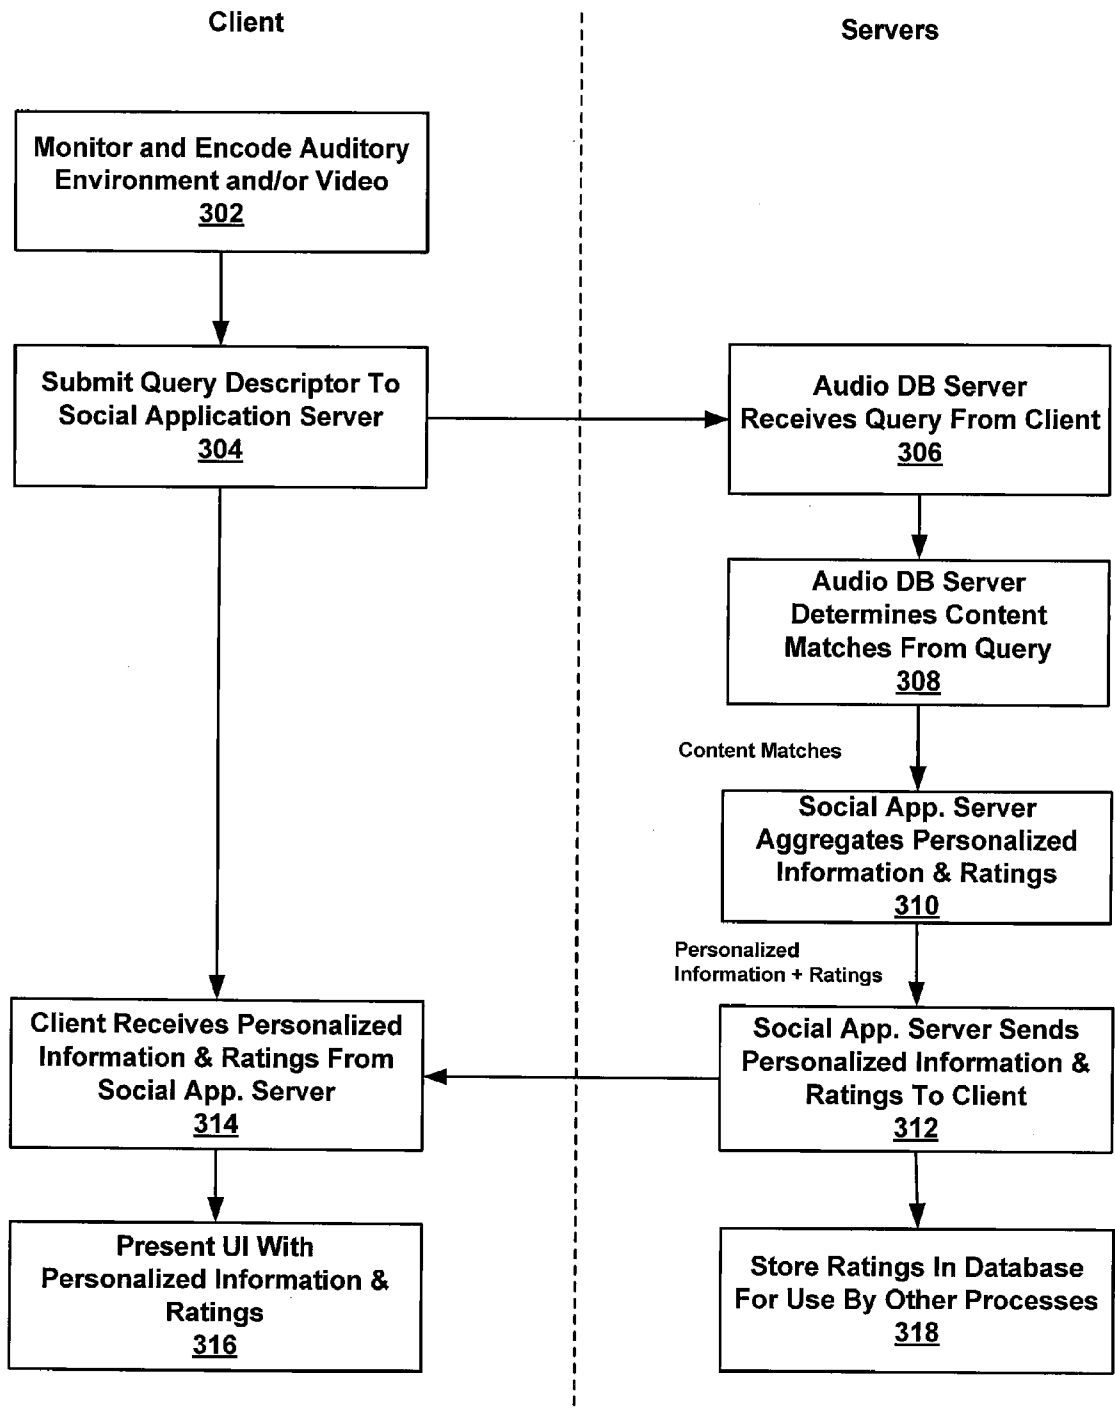 Client
Servers
Monitor and Encode Auditory
Environment and/or Video
302
Submit Query Descriptor To
Social Application Server
304
Audio DB Server
Receives Query From Client
306
Audio DB Server
Determines Content
Matches From Query
308
Content Matches
Social App. Server
Aggregates Personalized
Information & Ratings
310
Personalized
Information + Ratings
Client Receives Personalized
Information & Ratings From
Social App. Server
314
Social App. Server Sends
Personalized Information &
Ratings To Client
312
Present UI With
Personalized Information &
Ratings
316
Store Ratings In Database
For Use By Other Processes
318